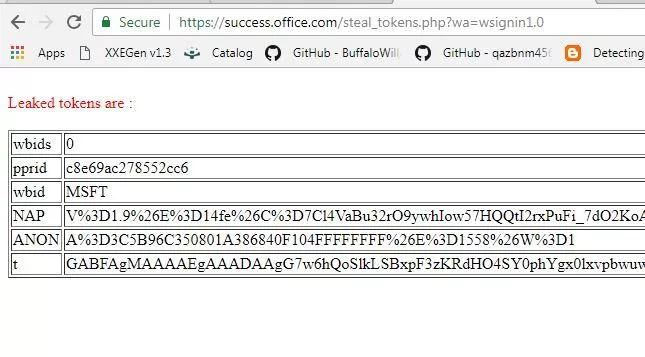 Secure https://success.office.com/steal_tokens.php?wa=wsignin1.0
Apps XXEGen v1.3 Catalog GitHub - BuffaloWill GitHub - qazbnm456 Detecting
Leaked tokens are :
wbids 0
pprid c8e69ac278552cc6
wbid MSFT
NAP V%3D1.9%26E%3D14fe%26C%3D7Cl4VaBu32rO9ywhIow57HQQtI2rxPuFi_7dO2KoA
ANON A%3D3C5B96C350801A386840F104FFFFFFFF%26E%3D1558%26W%3D1
t GABFAgMAAAAEgAAADAAgG7w6hQoSlkLSBxpF3zKRdHO4SY0phYgx0lxvpbwuw